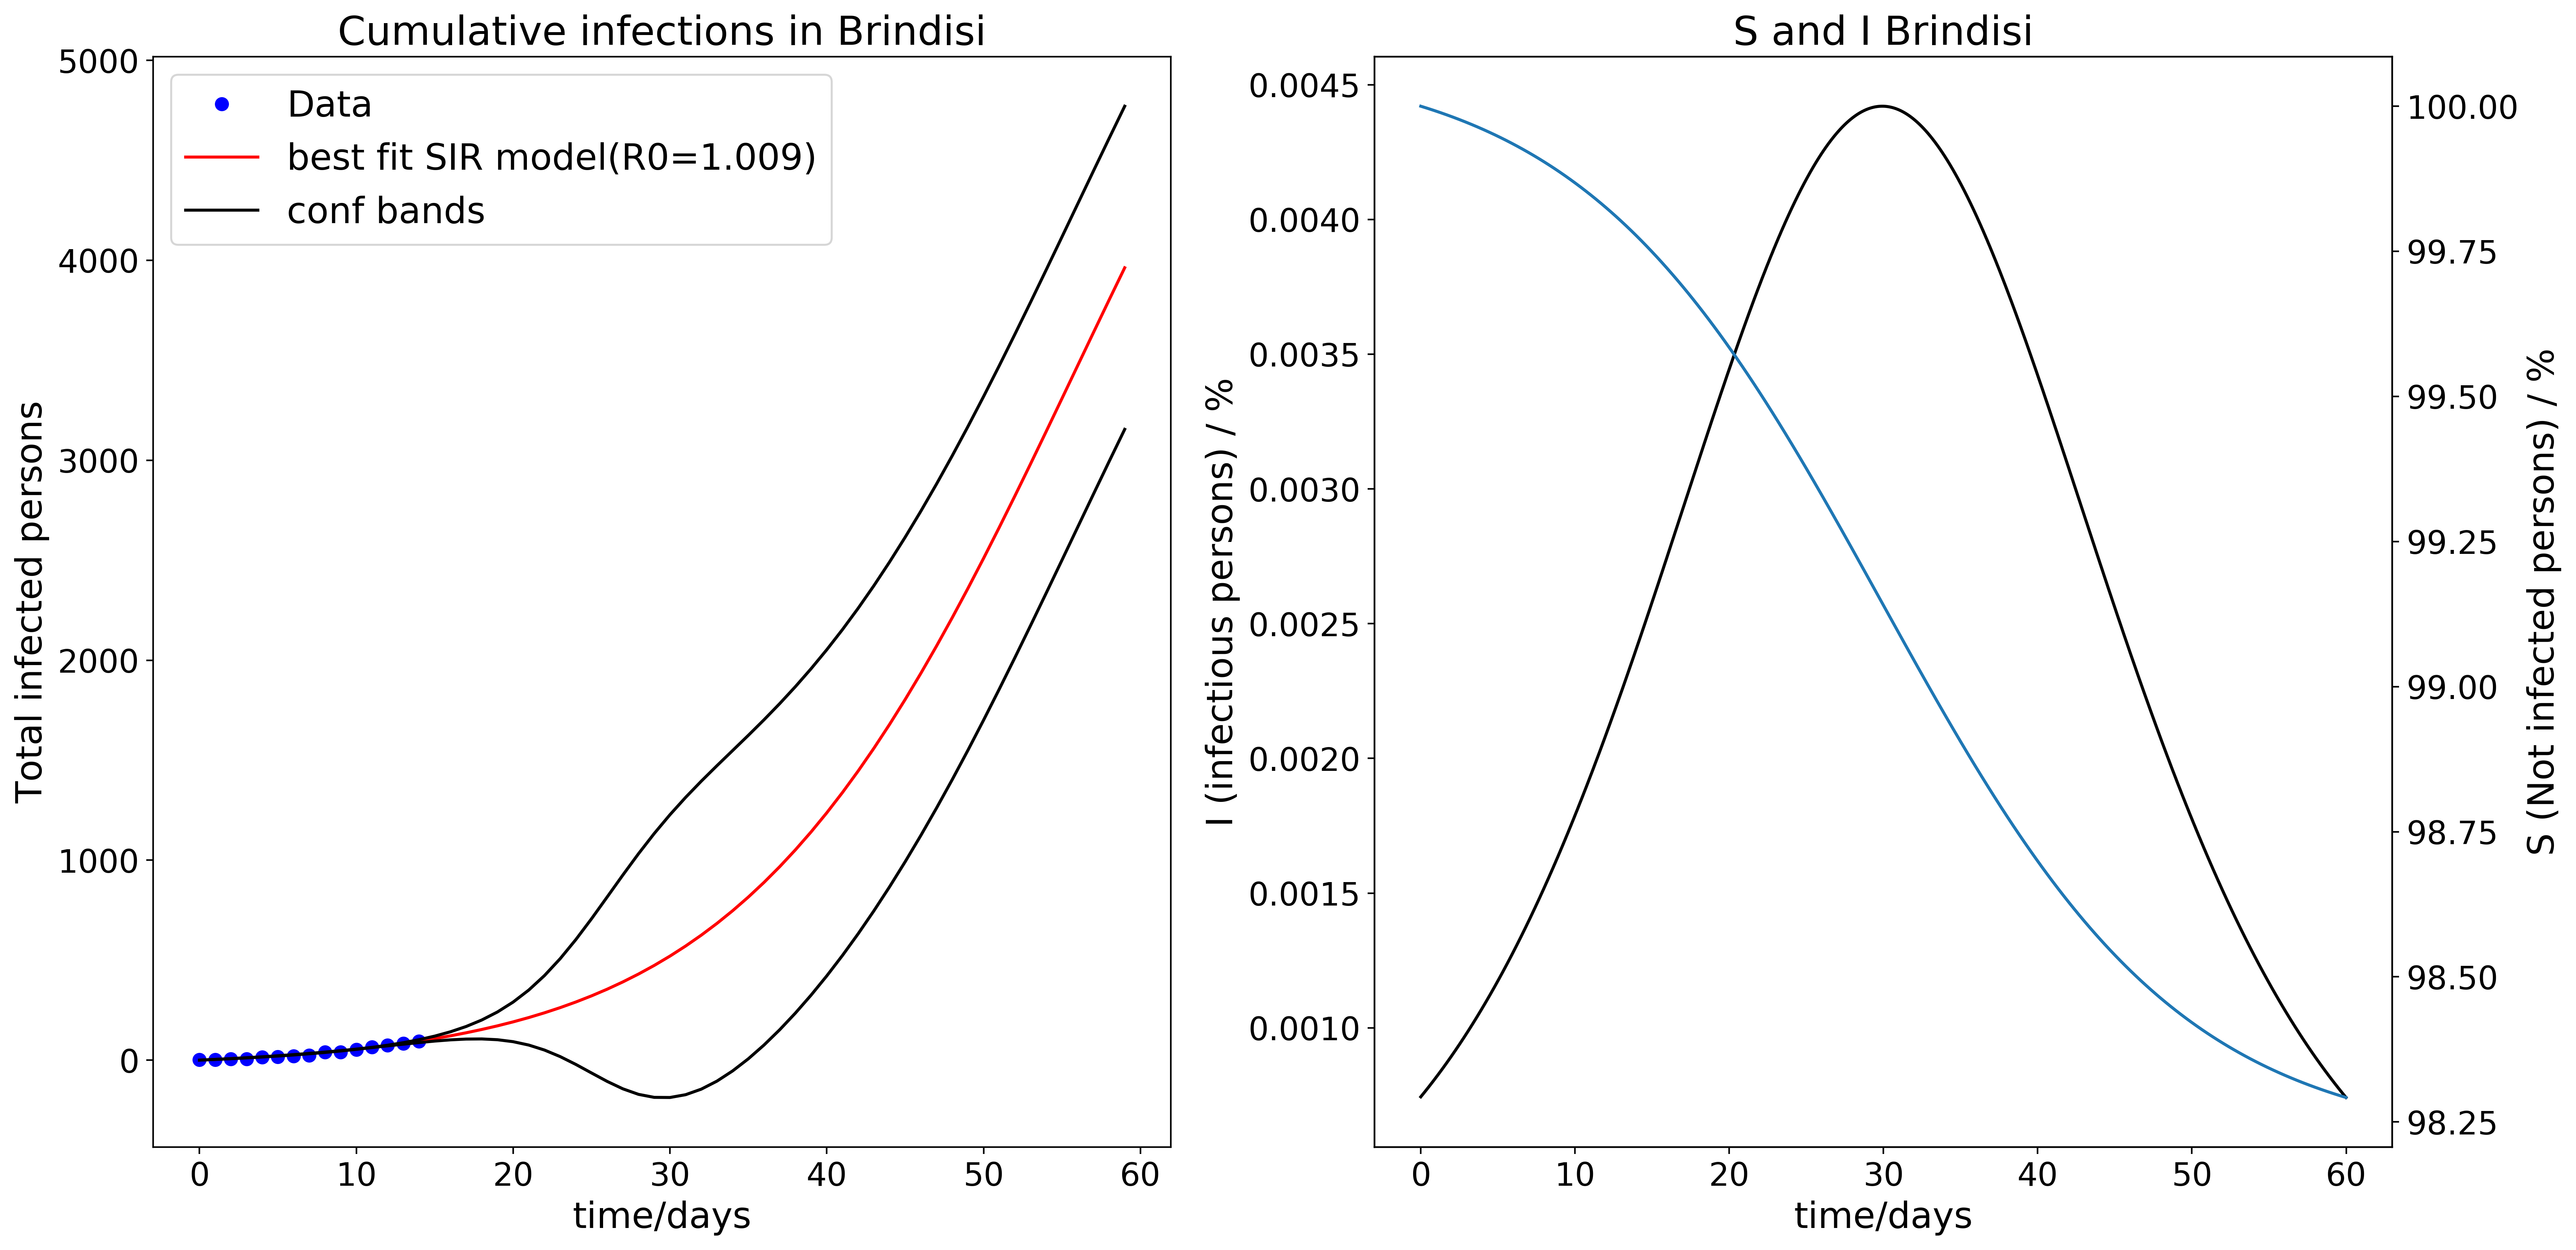 Cumulative infections in Brindisi
5000
4000
3000
2000
1000
0
Total infected persons
Data
best fit SIR model(R0=1.009)
conf bands
0 10 20 30 40 50 60
time/days
S and I Brindisi
0.0045
0.0040
0.0035
0.0030
0.0025
0.0020
0.0015
0.0010
I (infectious persons) / %
100.00
99.75
99.50
99.25
99.00
98.75
98.50
98.25
S (Not infected persons) / %
0 10 20 30 40 50 60
time/days